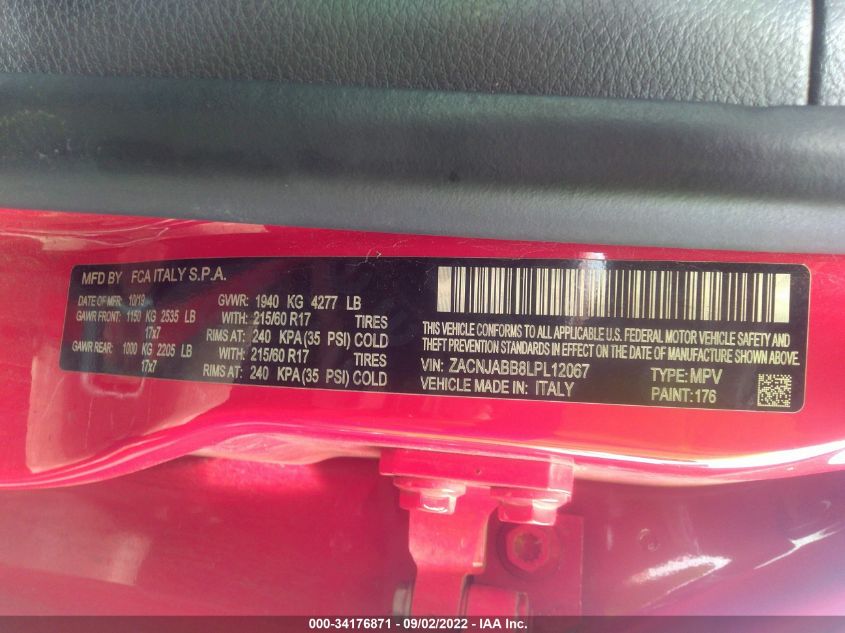 MFD BY FCA ITALY S.P.A.
DATE OF MFR: 10/19 GVWR: 1940 KG 4277 LB
GAWR FRONT: 1150 KG 2535 LB WITH: 215/60 R17 TIRES
17x7 RIMS AT: 240 KPA (35 PSI) COLD
GAWR REAR: 1000 KG 2205 LB WITH: 215/60 R17 TIRES
17x7 RIMS AT: 240 KPA (35 PSI) COLD
THIS VEHICLE CONFORMS TO ALL APPLICABLE U.S. FEDERAL MOTOR VEHICLE SAFETY AND
THEFT PREVENTION STANDARDS IN EFFECT ON THE DATE OF MANUFACTURE SHOWN ABOVE.
VIN: ZACNJABB8LPL12067 TYPE: MPV
VEHICLE MADE IN: ITALY PAINT: 176
000-34176871 - 09/02/2022 - IAA Inc.